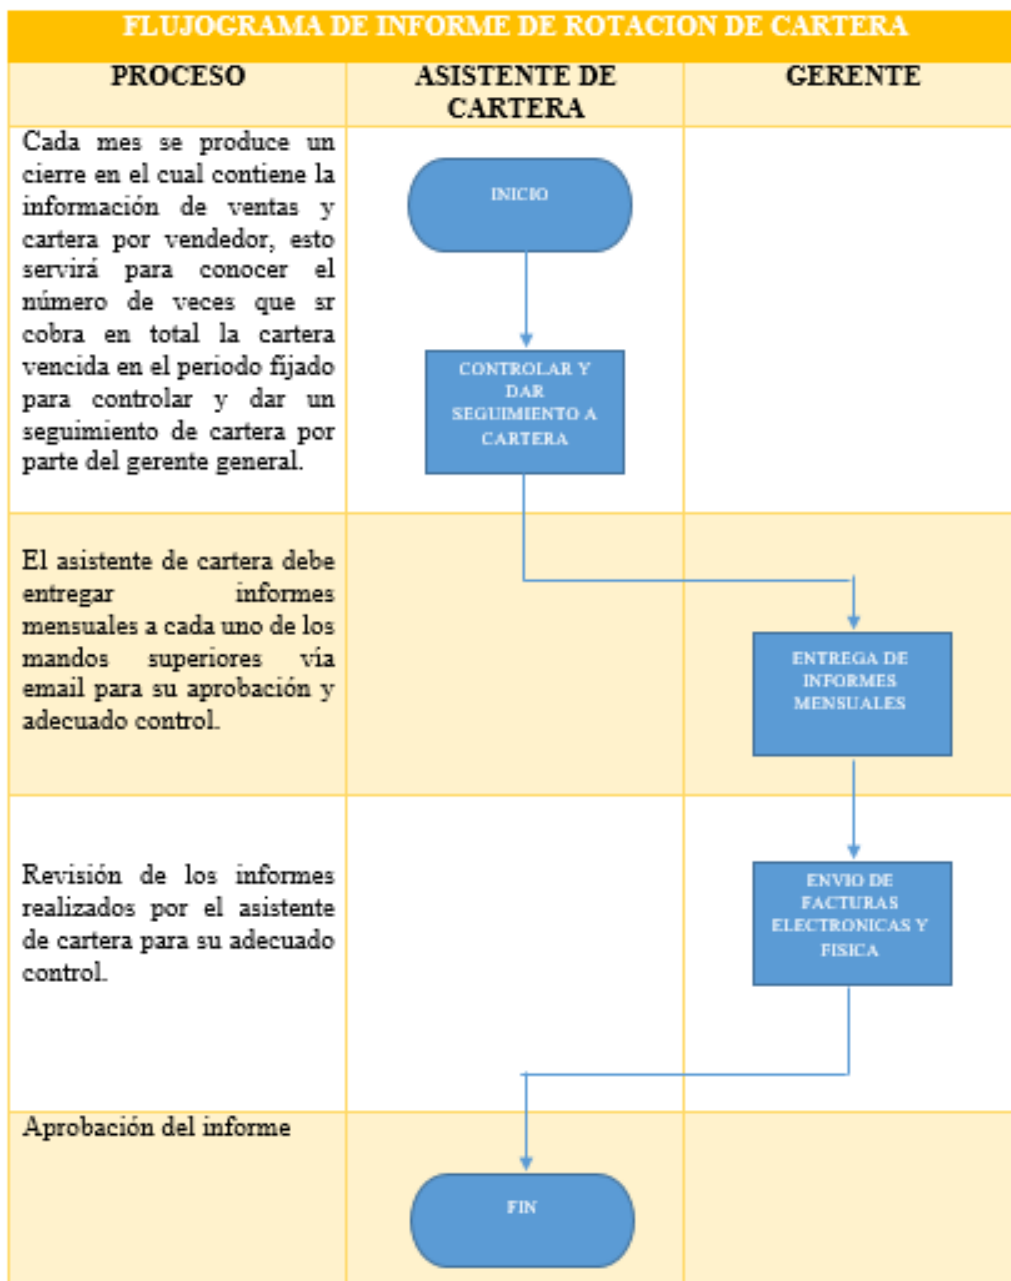 FLUJOGRAMA DE INFORME DE ROTACION DE CARTERA
PROCESO
ASISTENTE DE
CARTERA
GERENTE
Cada mes se produce un
cierre en el cual contiene la
información de ventas y
cartera por vendedor, esto
servirá para conocer el
número de veces que sr
cobra en total la cartera
vencida en el periodo fijado
para controlar y dar un
seguimiento de cartera por
parte del gerente general.
INICIO
CONTROLAR Y
DAR
SEGUIMIENTO A
CARTERA
El asistente de cartera debe
entregar informes
mensuales a cada uno de los
mandos superiores vía
email para su aprobación y
adecuado control.
ENTREGA DE
INFORMES
MENSUALES
Revisión de los informes
realizados por el asistente
de cartera para su adecuado
control.
ENVIO DE
FACTURAS
ELECTRONICAS Y
FISICA
Aprobación del informe
FIN